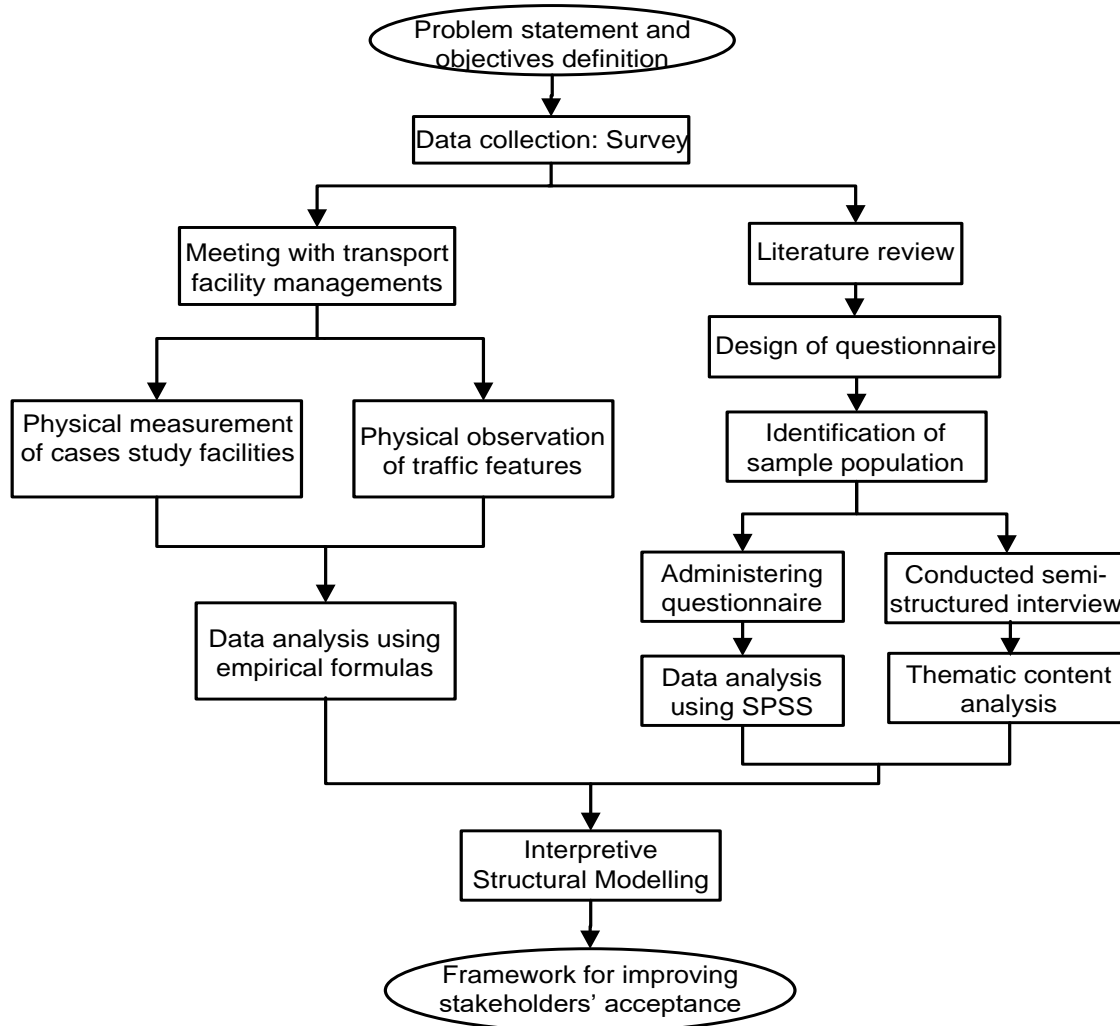 Problem statement and
objectives definition
Data collection: Survey
Meeting with transport
facility managements
Literature review
Design of questionnaire
Physical measurement
of cases study facilities
Physical observation
of traffic features
Identification of
sample population
Administering
questionnaire
Conducted semi-
structured interview
Data analysis using
empirical formulas
Data analysis
using SPSS
Thematic content
analysis
Interpretive
Structural Modelling
Framework for improving
stakeholders’ acceptance